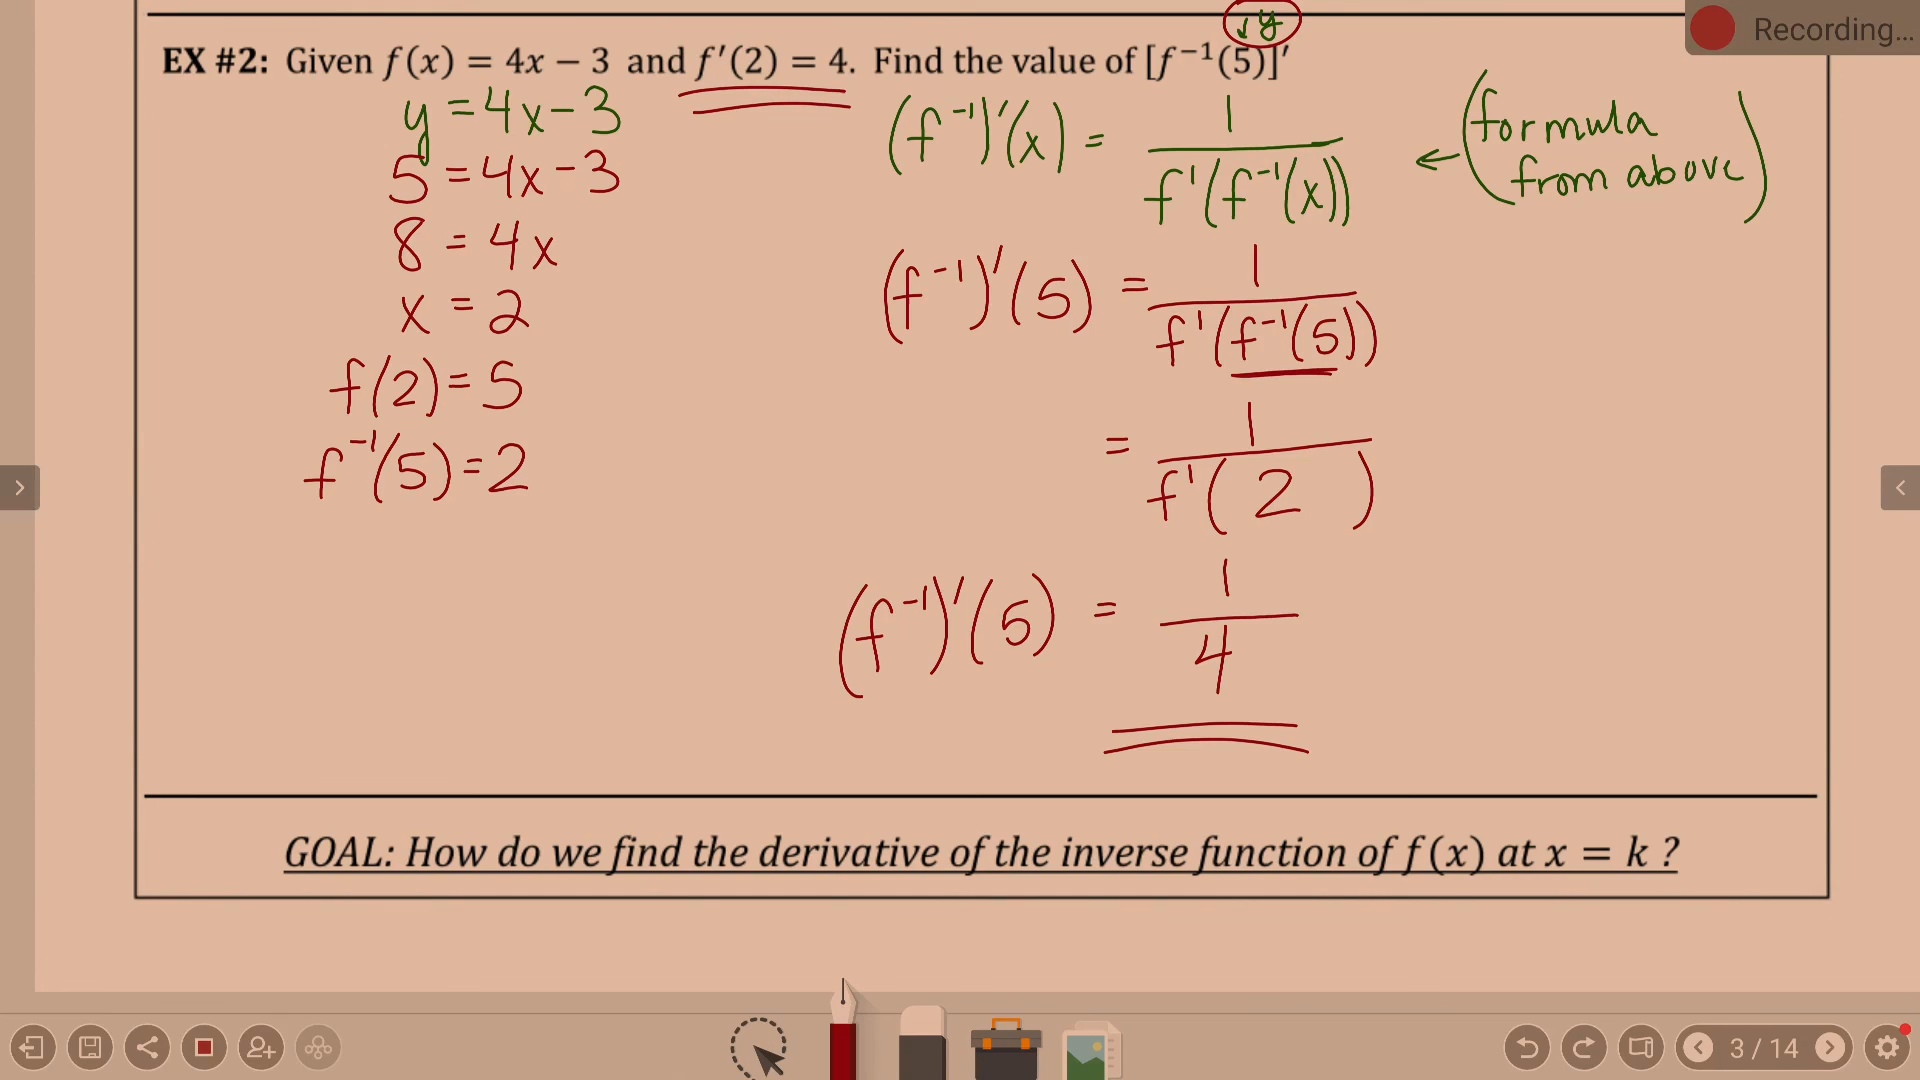 ↓y
Recording...
EX #2: Given f(x) = 4x − 3 and f′(2) = 4. Find the value of [f⁻¹(5)]′
y = 4x − 3
5 = 4x − 3
8 = 4x
x = 2
f(2) = 5
f⁻¹(5) = 2
(f⁻¹)′(x) = 1 / f′(f⁻¹(x))
← (formula
from above)
(f⁻¹)′(5) = 1 / f′(f⁻¹(5))
= 1 / f′( 2 )
(f⁻¹)′(5) = 1 / 4
GOAL: How do we find the derivative of the inverse function of f(x) at x = k ?
3 / 14